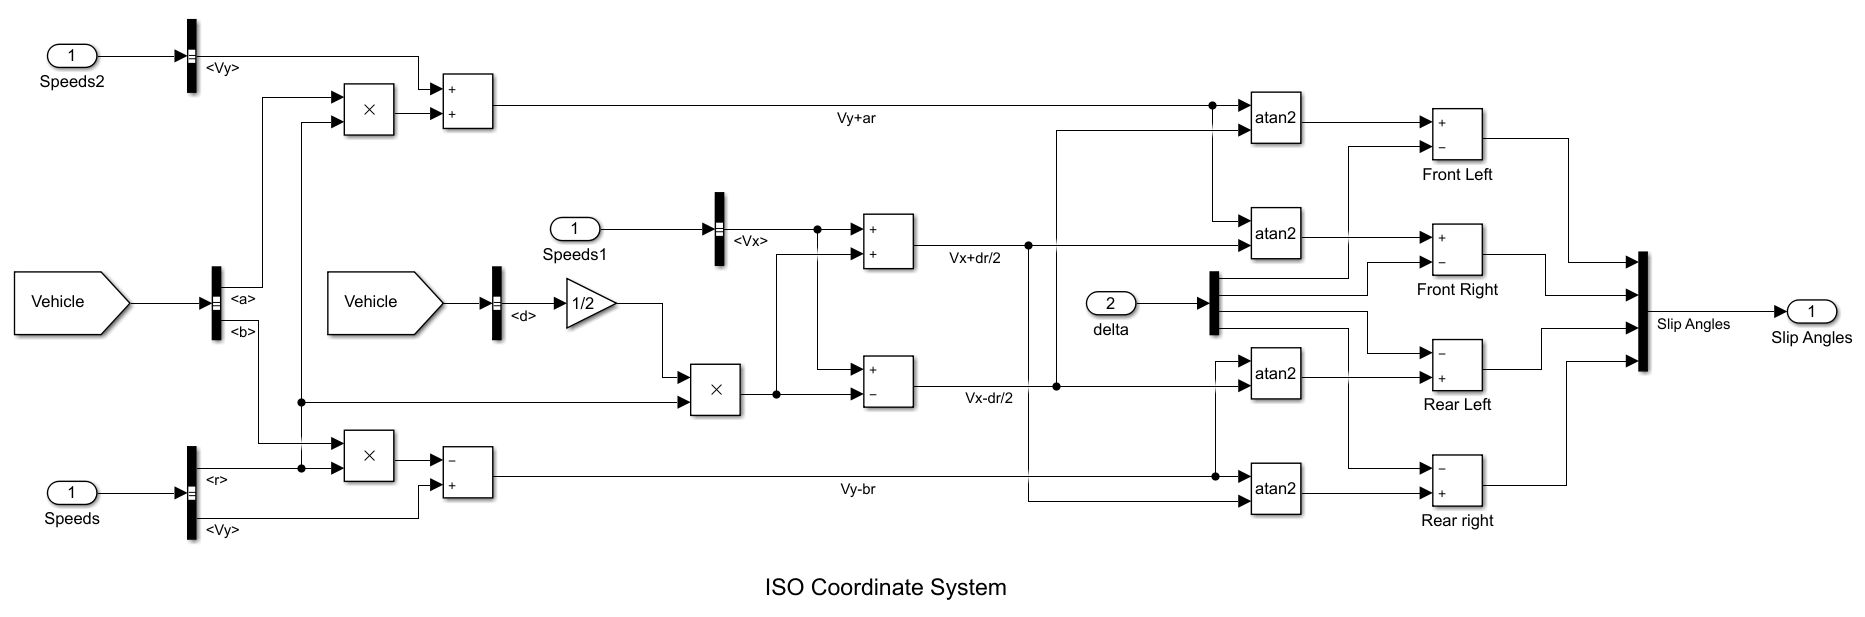 1
Speeds2
<Vy>
×
+
+
Vy+ar
atan2
+
−
Front Left
1
Speeds1
<Vx>
+
+
Vx+dr/2
atan2
+
−
Front Right
Vehicle
<a>
<b>
Vehicle
<d>
1/2
2
delta
Slip Angles
1
Slip Angles
×
+
−
Vx-dr/2
atan2
−
+
Rear Left
1
Speeds
<r>
<Vy>
×
−
+
Vy-br
atan2
−
+
Rear right
ISO Coordinate System